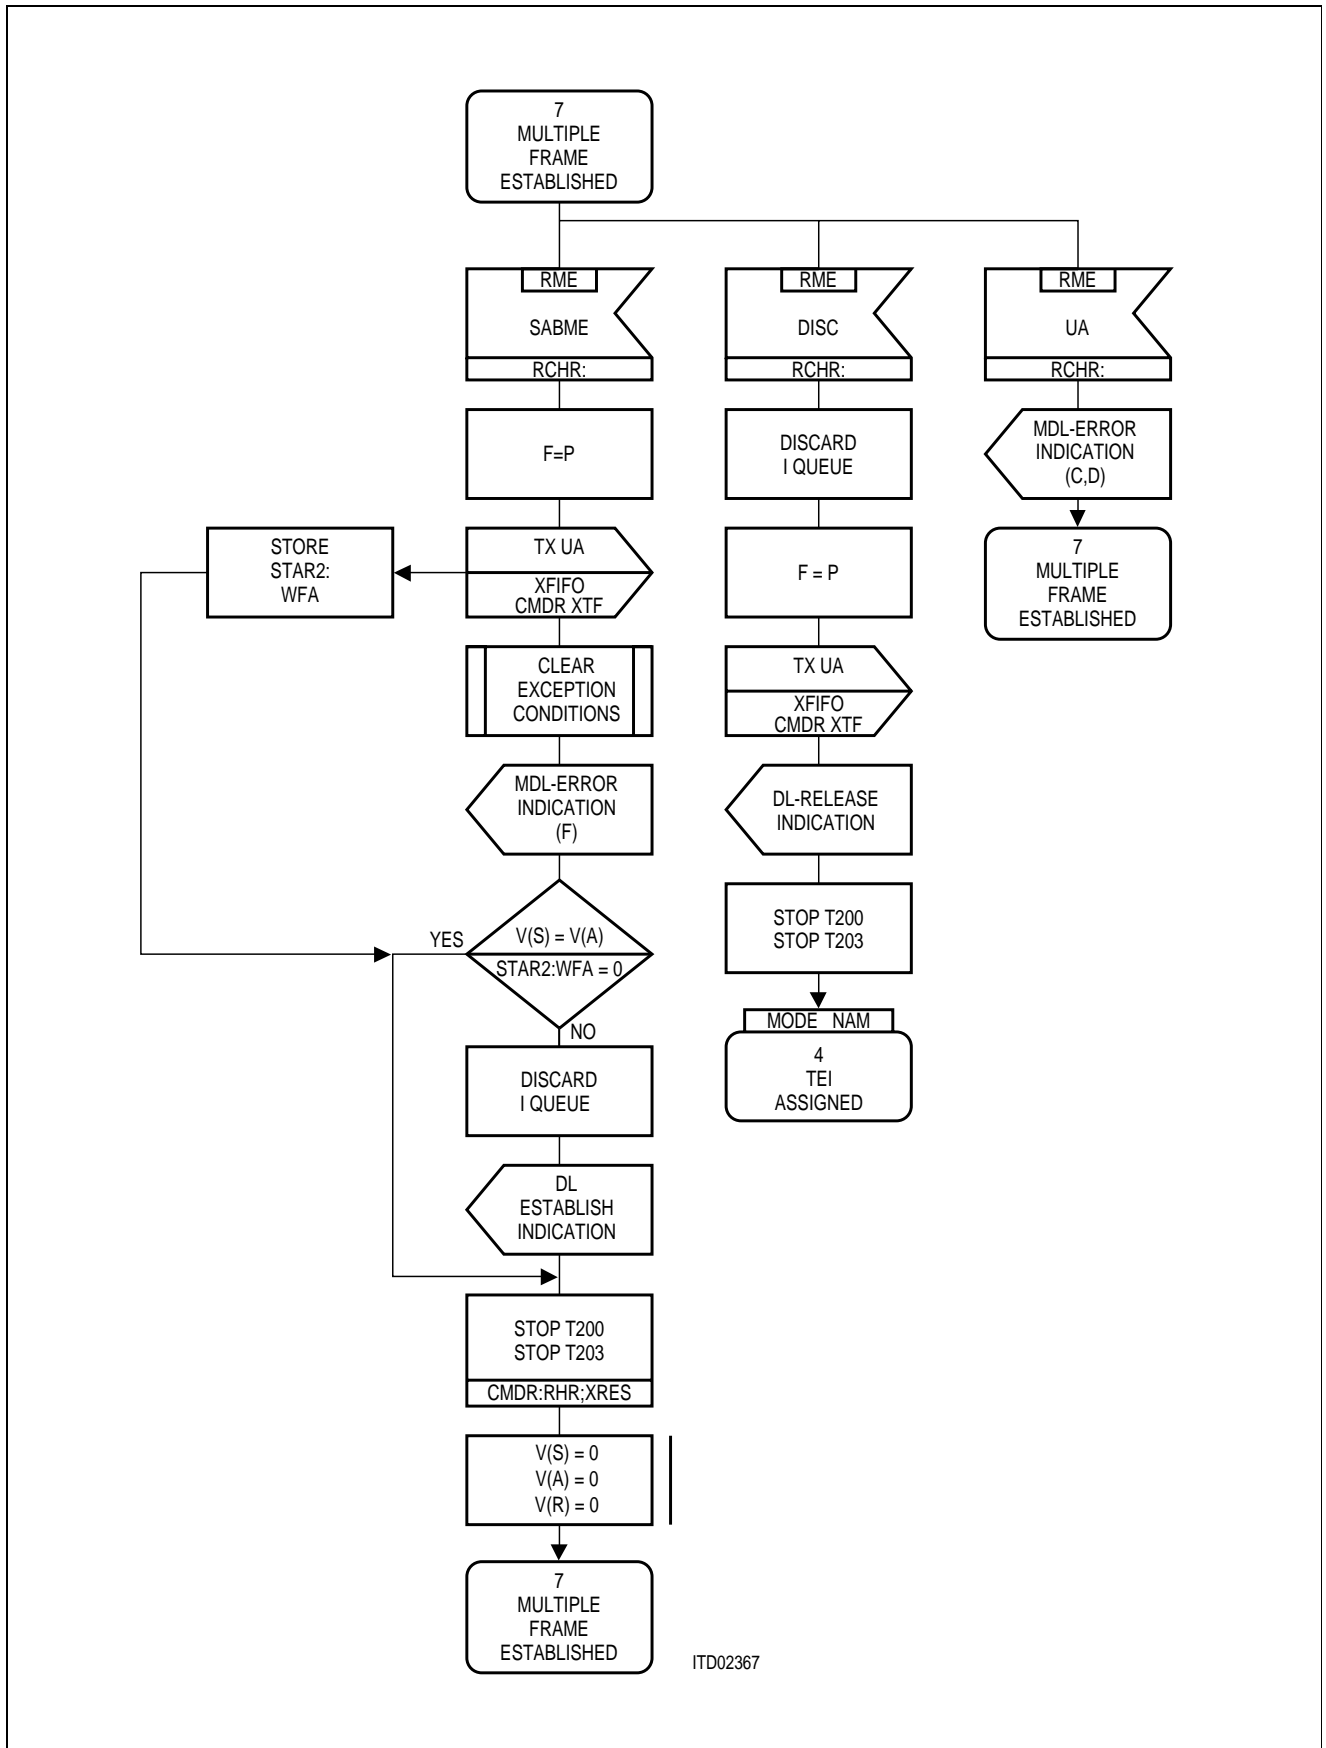 7
MULTIPLE
FRAME
ESTABLISHED
RME
SABME
RCHR:
F=P
TX UA
XFIFO
CMDR XTF
STORE
STAR2:
WFA
CLEAR
EXCEPTION
CONDITIONS
MDL-ERROR
INDICATION
(F)
YES
V(S) = V(A)
STAR2:WFA = 0
NO
DISCARD
I QUEUE
DL
ESTABLISH
INDICATION
STOP T200
STOP T203
CMDR:RHR;XRES
V(S) = 0
V(A) = 0
V(R) = 0
7
MULTIPLE
FRAME
ESTABLISHED
RME
DISC
RCHR:
DISCARD
I QUEUE
F = P
TX UA
XFIFO
CMDR XTF
DL-RELEASE
INDICATION
STOP T200
STOP T203
MODE NAM
4
TEI
ASSIGNED
RME
UA
RCHR:
MDL-ERROR
INDICATION
(C,D)
7
MULTIPLE
FRAME
ESTABLISHED
ITD02367